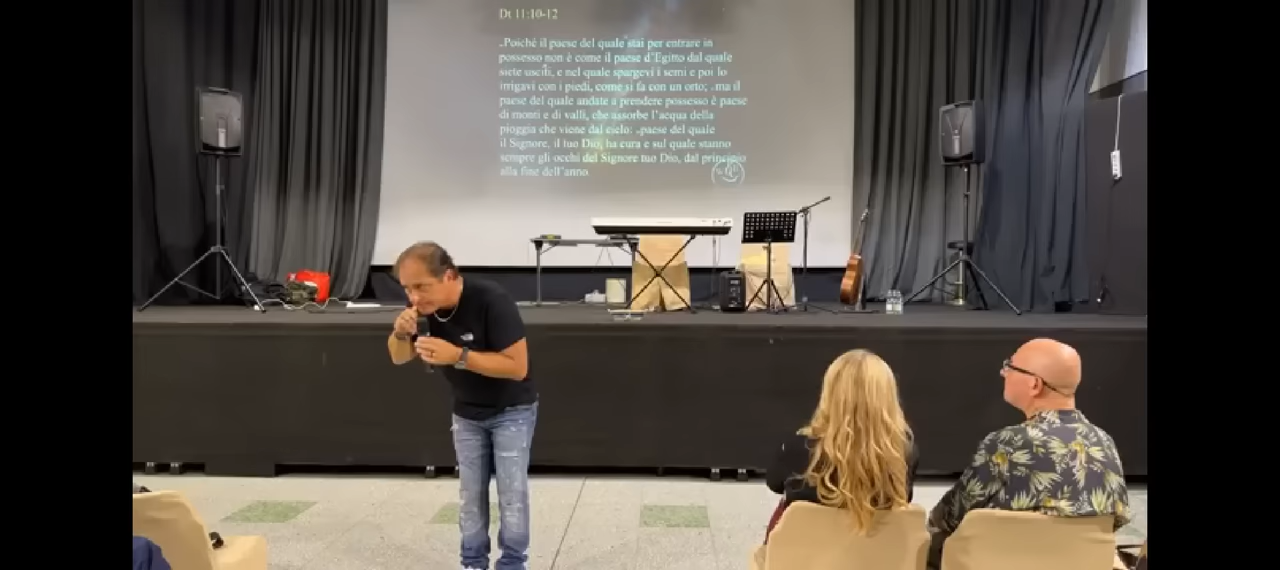 Dt 11:10-12
Poiché il paese del quale stai per entrare in
possesso non è come il paese d'Egitto dal quale
siete usciti, e nel quale spargevi i semi e poi lo
irrigavi con i piedi, come si fa con un orto; ma il
paese del quale andate a prendere possesso è paese
di monti e di valli, che assorbe l'acqua della
pioggia che viene dal cielo: paese del quale
il Signore, il tuo Dio, ha cura e sul quale stanno
sempre gli occhi del Signore tuo Dio, dal principio
alla fine dell'anno.